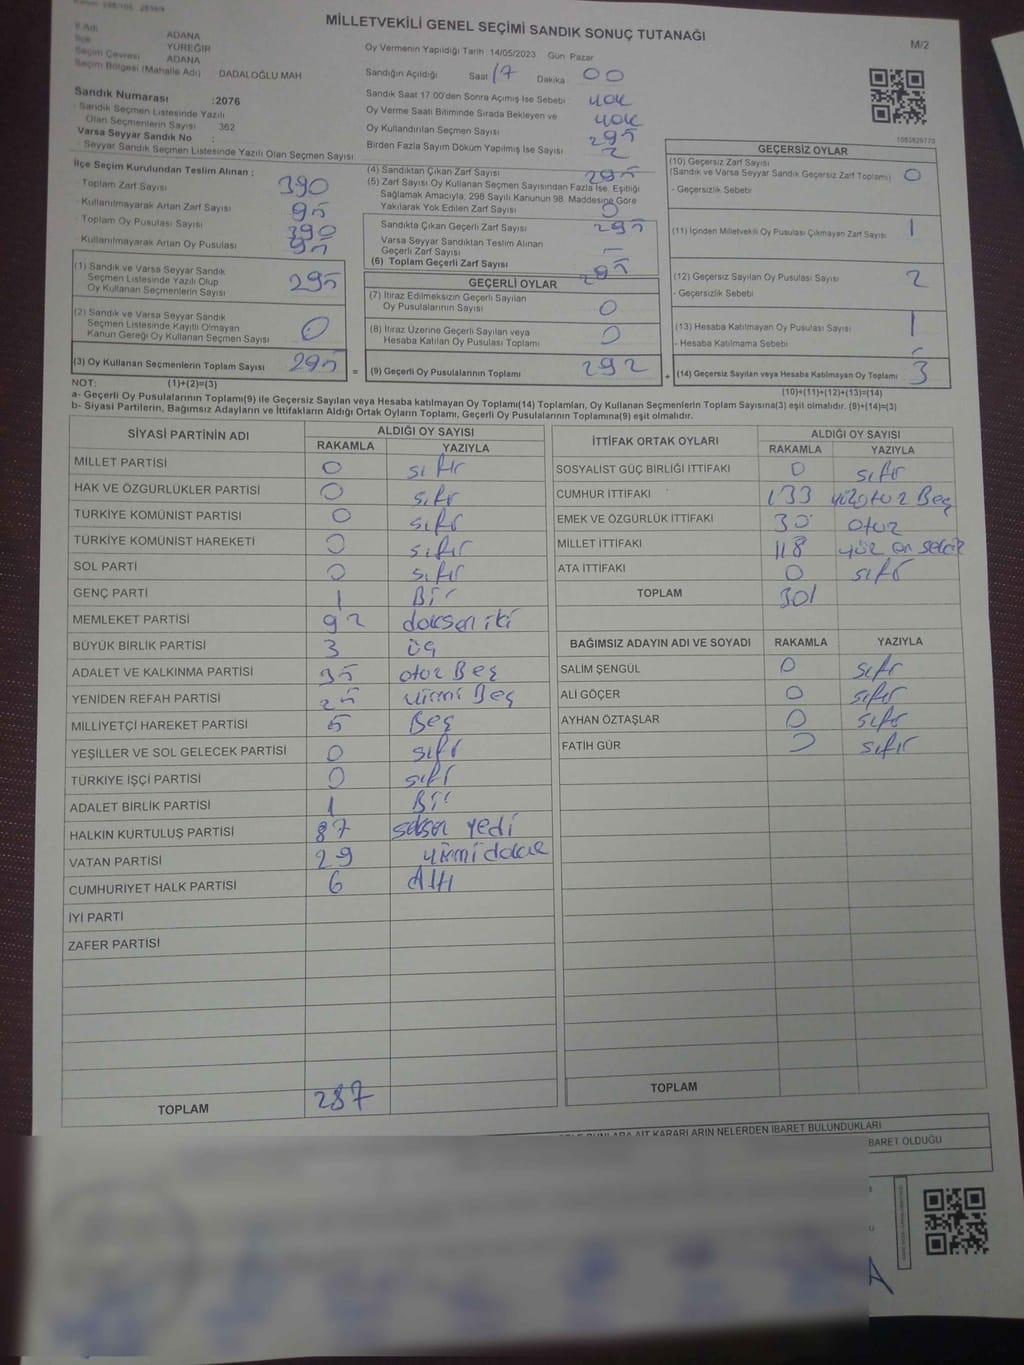 MİLLETVEKİLİ GENEL SEÇİMİ SANDIK SONUÇ TUTANAĞI
M/2
İl Adı ADANA
İlçe YÜREĞİR
Seçim Çevresi ADANA
Seçim Bölgesi (Mahalle Adı) DADALOĞLU MAH
Sandık Numarası :2076
- Sandık Seçmen Listesinde Yazılı Olan Seçmenlerin Sayısı 362
Varsa Seyyar Sandık No :
- Seyyar Sandık Seçmen Listesinde Yazılı Olan Seçmen Sayısı
Oy Vermenin Yapıldığı Tarih : 14/05/2023 Gün Pazar
Sandığın Açıldığı Saat 17 Dakika 00
Sandık Saat 17.00'den Sonra Açımış İse Sebebi yok
Oy Verme Saati Bitiminde Sırada Bekleyen ve yok
Oy Kullandırılan Seçmen Sayısı 295
Birden Fazla Sayım Döküm Yapılmış İse Sayısı 2
İlçe Seçim Kurulundan Teslim Alınan :
Toplam Zarf Sayısı 390
- Kullanılmayarak Artan Zarf Sayısı 95
- Toplam Oy Pusulası Sayısı 390
- Kullanılmayarak Artan Oy Pusulası 95
(1) Sandık ve Varsa Seyyar Sandık
Seçmen Listesinde Yazılı Olup
Oy Kullanan Seçmenlerin Sayısı 295
(2) Sandık ve Varsa Seyyar Sandık
Seçmen Listesinde Kayıtlı Olmayan
Kanun Gereği Oy Kullanan Seçmen Sayısı 0
(3) Oy Kullanan Seçmenlerin Toplam Sayısı 295
(4) Sandıktan Çıkan Zarf Sayısı 295
(5) Zarf Sayısı Oy Kullanan Seçmen Sayısından Fazla İse, Eşitliği
Sağlamak Amacıyla, 298 Sayılı Kanunun 98. Maddesine Göre
Yakılarak Yok Edilen Zarf Sayısı 0
Sandıkta Çıkan Geçerli Zarf Sayısı 295
Varsa Seyyar Sandıktan Teslim Alınan
Geçerli Zarf Sayısı –
(6) Toplam Geçerli Zarf Sayısı 295
GEÇERLİ OYLAR
(7) İtiraz Edilmeksizin Geçerli Sayılan
Oy Pusulalarının Sayısı 0
(8) İtiraz Üzerine Geçerli Sayılan veya
Hesaba Katılan Oy Pusulası Toplamı 0
= (9) Geçerli Oy Pusulalarının Toplamı 292
1083829770
GEÇERSİZ OYLAR
(10) Geçersiz Zarf Sayısı
(Sandık ve Varsa Seyyar Sandık Geçersiz Zarf Toplamı) 0
- Geçersizlik Sebebi
(11) İçinden Milletvekili Oy Pusulası Çıkmayan Zarf Sayısı 1
(12) Geçersiz Sayılan Oy Pusulası Sayısı 2
- Geçersizlik Sebebi
(13) Hesaba Katılmayan Oy Pusulası Sayısı 1
- Hesaba Katılmama Sebebi
+ (14) Geçersiz Sayılan veya Hesaba Katılmayan Oy Toplamı 3
NOT: (1)+(2)=(3) (10)+(11)+(12)+(13)=(14)
a- Geçerli Oy Pusulalarının Toplamı(9) ile Geçersiz Sayılan veya Hesaba katılmayan Oy Toplamı(14) Toplamları, Oy Kullanan Seçmenlerin Toplam Sayısına(3) eşit olmalıdır. (9)+(14)=(3)
b- Siyasi Partilerin, Bağımsız Adayların ve İttifakların Aldığı Ortak Oyların Toplamı, Geçerli Oy Pusulalarının Toplamına(9) eşit olmalıdır.
SİYASİ PARTİNİN ADI ALDIĞI OY SAYISI
RAKAMLA YAZIYLA
MİLLET PARTİSİ 0 sıfır
HAK VE ÖZGÜRLÜKLER PARTİSİ 0 sıfır
TÜRKİYE KOMÜNİST PARTİSİ 0 sıfır
TÜRKİYE KOMÜNİST HAREKETİ 0 sıfır
SOL PARTİ 0 sıfır
GENÇ PARTİ 1 Bir
MEMLEKET PARTİSİ 92 doksan iki
BÜYÜK BİRLİK PARTİSİ 3 üç
ADALET VE KALKINMA PARTİSİ 35 otuz Beş
YENİDEN REFAH PARTİSİ 25 yirmi Beş
MİLLİYETÇİ HAREKET PARTİSİ 5 Beş
YEŞİLLER VE SOL GELECEK PARTİSİ 0 sıfır
TÜRKİYE İŞÇİ PARTİSİ 0 sıfır
ADALET BİRLİK PARTİSİ 1 Bir
HALKIN KURTULUŞ PARTİSİ 87 seksen yedi
VATAN PARTİSİ 29 yirmi dokuz
CUMHURİYET HALK PARTİSİ 6 Altı
İYİ PARTİ
ZAFER PARTİSİ
TOPLAM 287
İTTİFAK ORTAK OYLARI ALDIĞI OY SAYISI
RAKAMLA YAZIYLA
SOSYALİST GÜÇ BİRLİĞİ İTTİFAKI 0 sıfır
CUMHUR İTTİFAKI yüzotuz Beş
EMEK VE ÖZGÜRLÜK İTTİFAKI 30 otuz
MİLLET İTTİFAKI 118 yüz on sekiz
ATA İTTİFAKI 0 sıfır
TOPLAM 301
BAĞIMSIZ ADAYIN ADI VE SOYADI RAKAMLA YAZIYLA
SALİM ŞENGÜL 0 sıfır
ALİ GÖÇER 0 sıfır
AYHAN ÖZTAŞLAR 0 sıfır
FATİH GÜR 0 sıfır
TOPLAM
KARARLARIN NELERDEN İBARET BULUNDUKLARI
BARET OLDUĞU